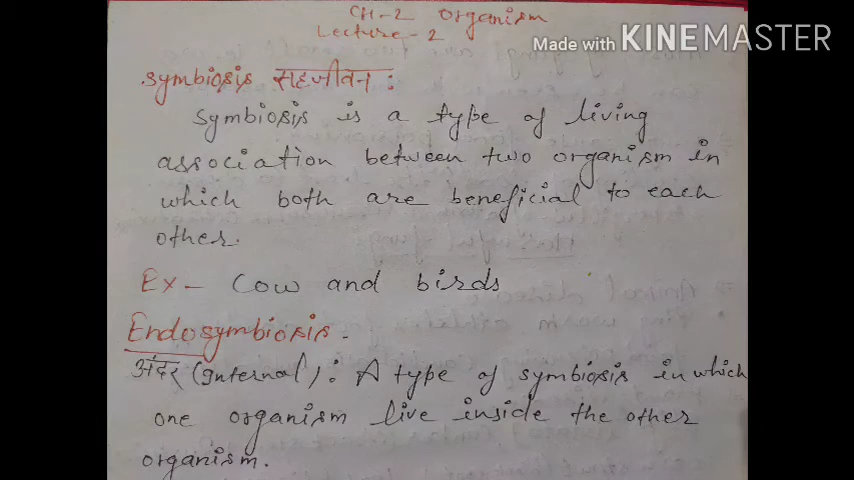 CH-2 Organism
Lecture-2
Made with KINEMASTER
Symbiosis सहजीवन :
Symbiosis is a type of living
association between two organism in
which both are beneficial to each
other.
Ex- Cow and birds
Endosymbiosis.
अंदर (Internal) : A type of symbiosis in which
one organism live inside the other
organism.